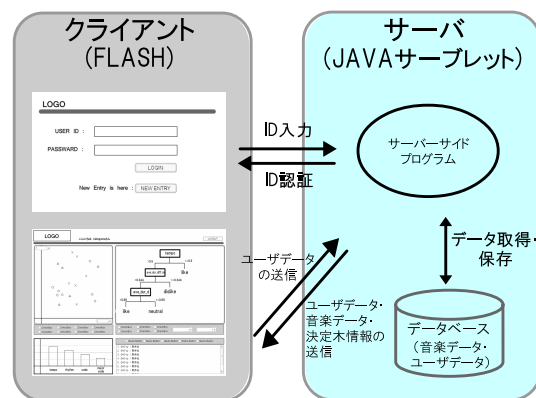 クライアント
(FLASH)
LOGO
USER ID :
PASSWARD :
LOGIN
New Entry is here : NEW ENTRY
LOGO
tempo
like
dislike
like
neutral
ID入力
ID認証
ユーザデータ
の送信
ユーザデータ・
音楽データ・
決定木情報の
送信
サーバ
(JAVAサーブレット)
サーバーサイド
プログラム
データ取得・
保存
データベース
(音楽データ・
ユーザデータ)